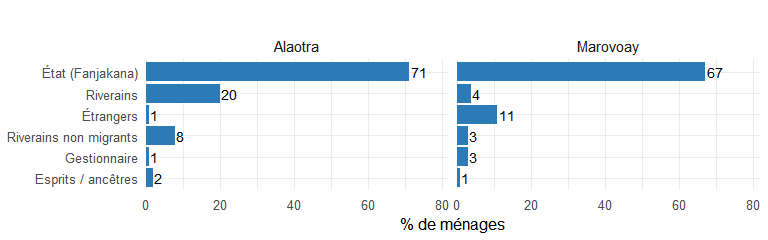 Alaotra Marovoay
État (Fanjakana) 71 67
Riverains 20 4
Étrangers 1 11
Riverains non migrants 8 3
Gestionnaire 1 3
Esprits / ancêtres 2 1
0 20 40 60 80 0 20 40 60 80
% de ménages